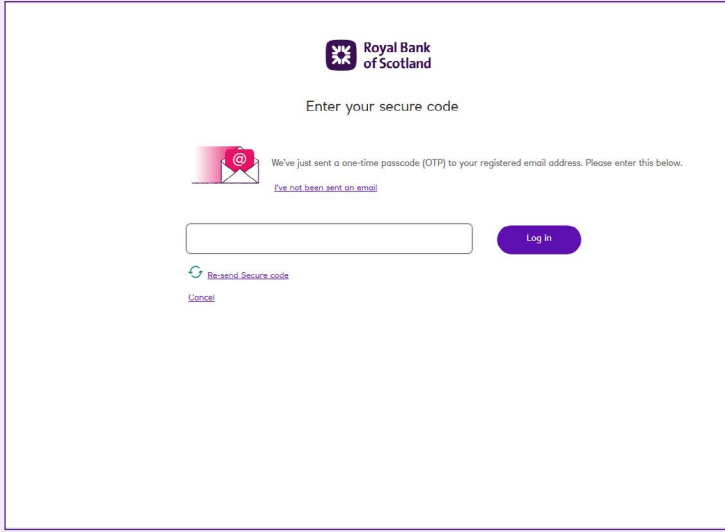 Royal Bank
of Scotland
Enter your secure code
@
We've just sent a one-time passcode (OTP) to your registered email address. Please enter this below.
I've not been sent an email
Log in
Re-send Secure code
Cancel